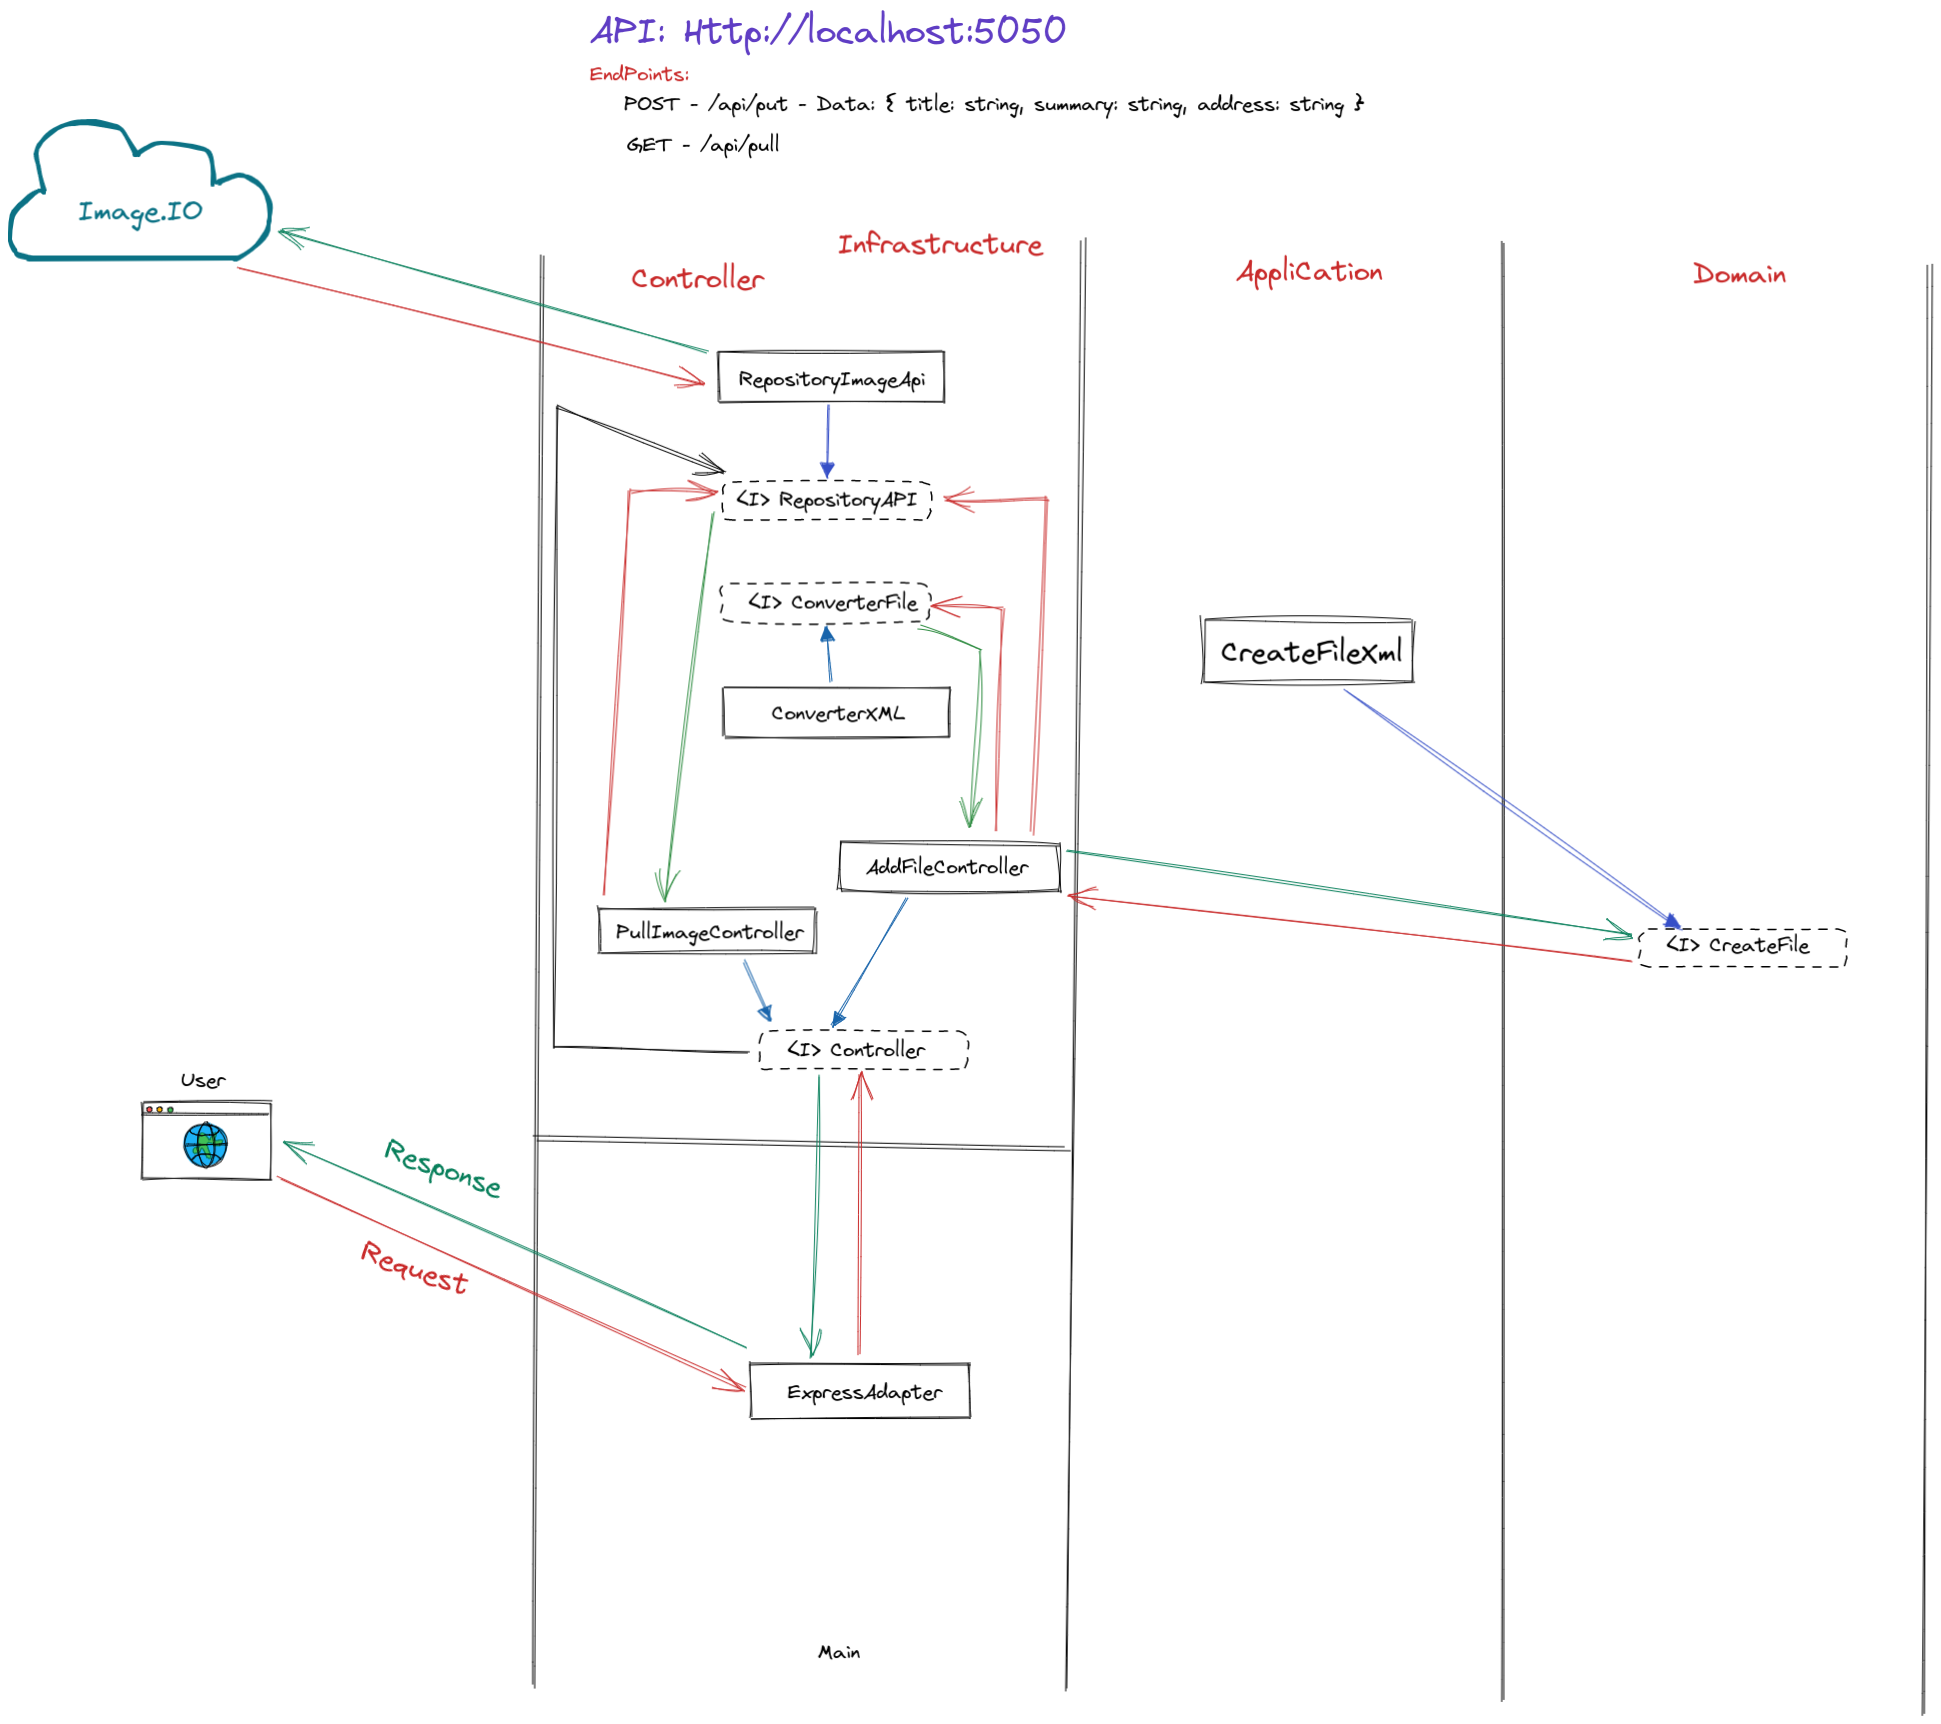 API: Http://localhost:5050
EndPoints:
POST - /api/put - Data: { title: string, summary: string, address: string }
GET - /api/pull
Image.IO
Infrastructure
Controller
AppliCation
Domain
RepositoryImageApi
<I> RepositoryAPI
<I> ConverterFile
CreateFileXml
ConverterXML
AddFileController
PullImageController
<I> CreateFile
<I> Controller
User
Response
Request
ExpressAdapter
Main